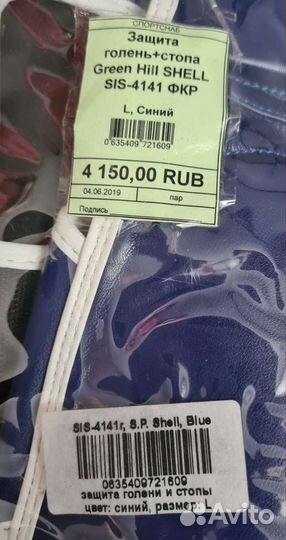 СПОРТСНАБ
Защита
голень+стопа
Green Hill SHELL
SIS-4141 ФКР
L, Синий
0635409721609
4 150,00 RUB
04.06.2019 пар
Подпись
SIS-4141r, S.P. Shell, Blue
0635409721609
защита голени и стопы
цвет: синий, размер: L
Avito